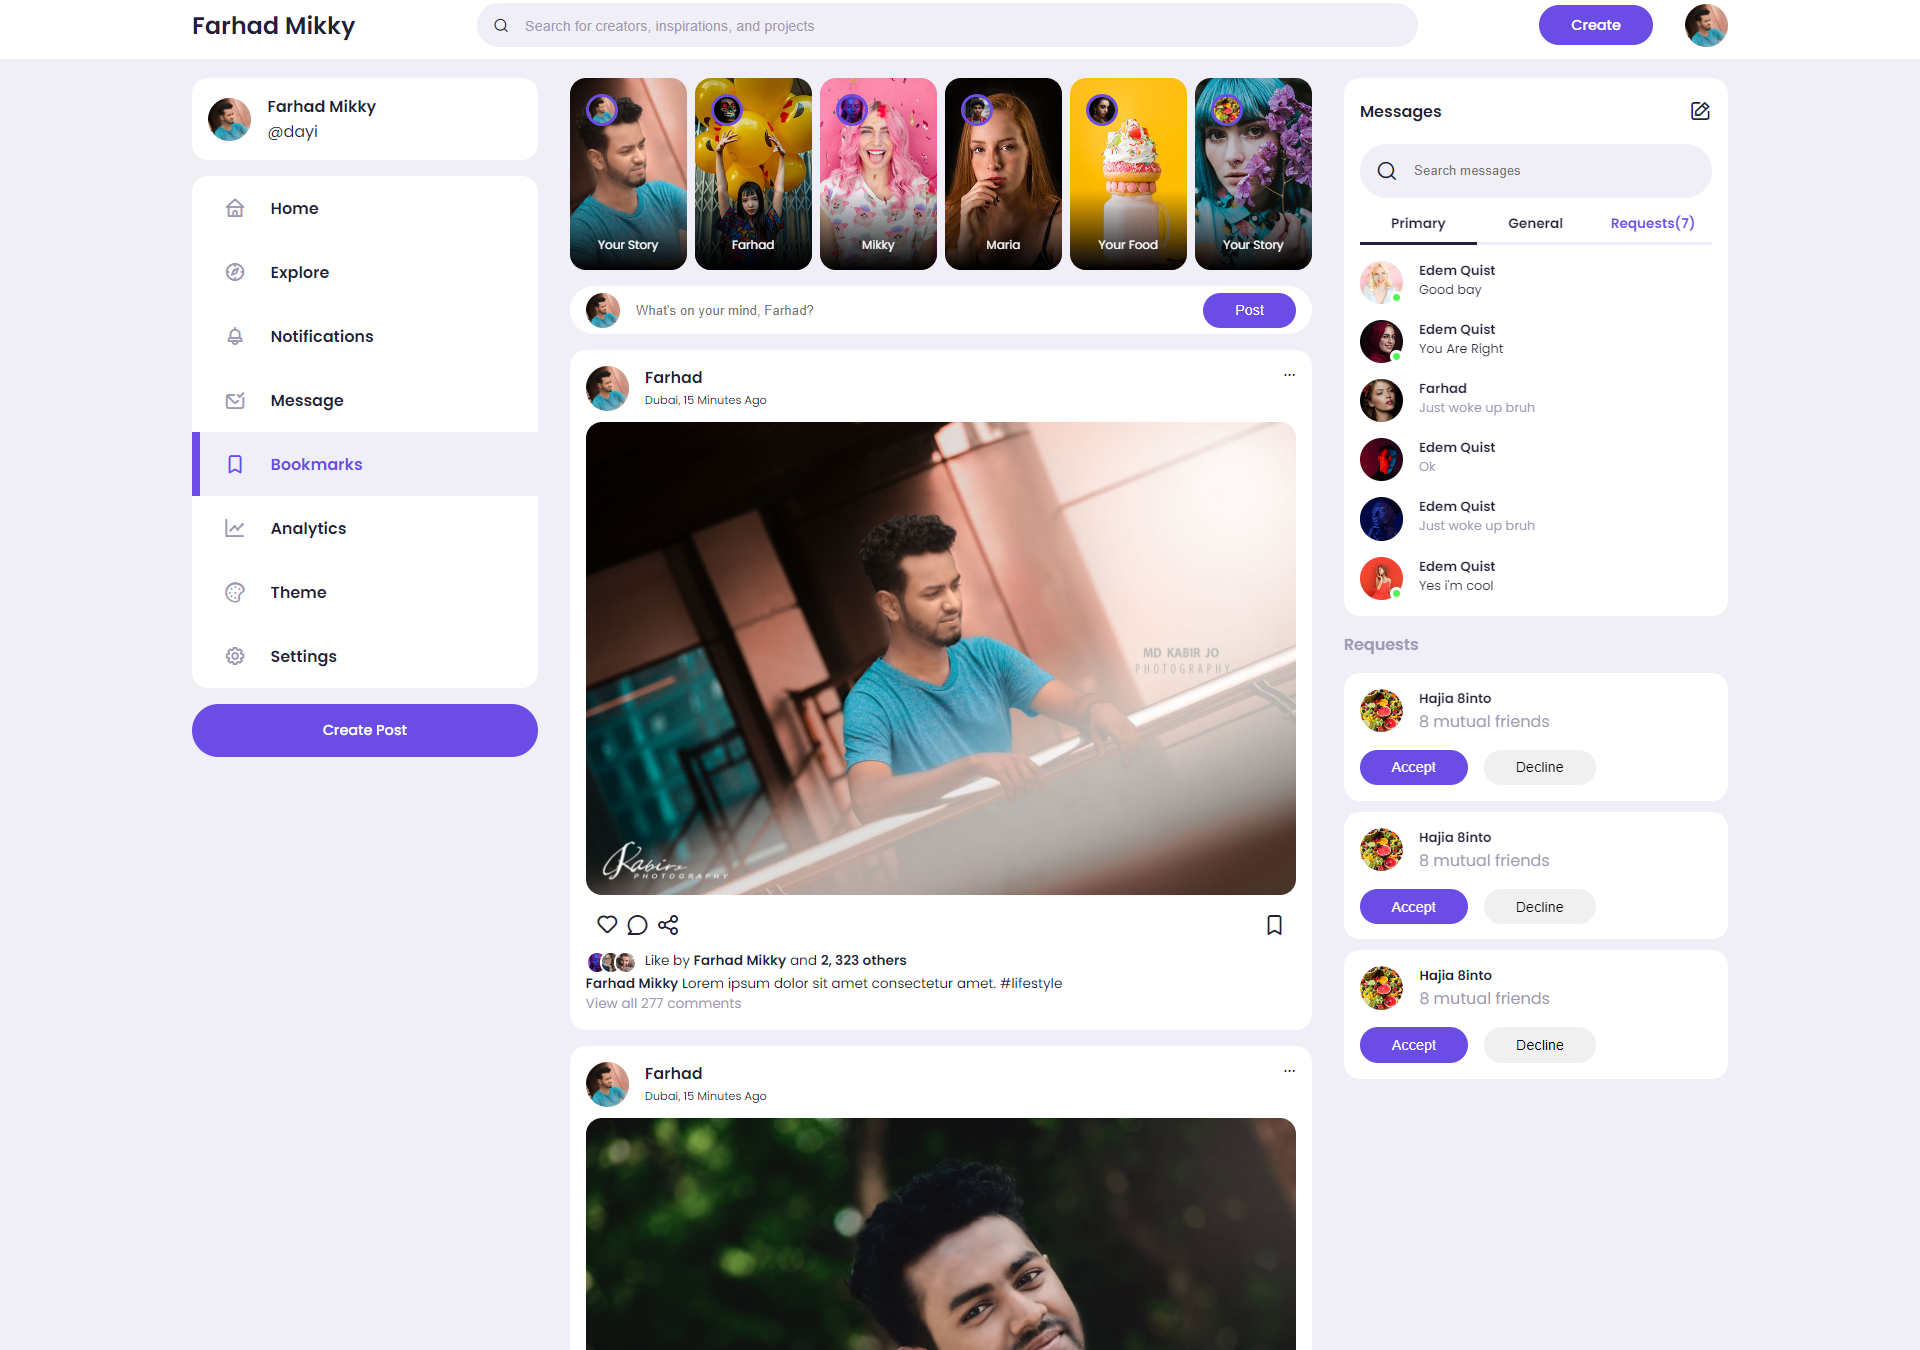 Farhad Mikky
Search for creators, inspirations, and projects
Create
Farhad Mikky
@dayi
Home
Explore
Notifications
Message
Bookmarks
Analytics
Theme
Settings
Create Post
Your Story
Farhad
Mikky
Maria
Your Food
Your Story
What's on your mind, Farhad?
Post
Farhad
...
Dubai, 15 Minutes Ago
MD KABIR JO
PHOTOGRAPHY
Kabir
PHOTOGRAPHY
Like by Farhad Mikky and 2, 323 others
Farhad Mikky Lorem ipsum dolor sit amet consectetur amet. #lifestyle
View all 277 comments
Farhad
...
Dubai, 15 Minutes Ago
Messages
Search messages
Primary
General
Requests(7)
Edem Quist
Good bay
Edem Quist
You Are Right
Farhad
Just woke up bruh
Edem Quist
Ok
Edem Quist
Just woke up bruh
Edem Quist
Yes i'm cool
Requests
Hajia 8into
8 mutual friends
Accept
Decline
Hajia 8into
8 mutual friends
Accept
Decline
Hajia 8into
8 mutual friends
Accept
Decline